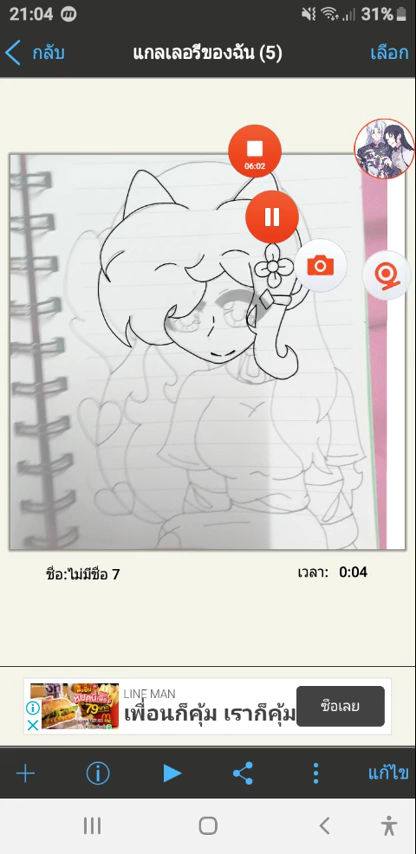 21:04
31%
กลับ
แกลเลอรีของฉัน (5)
เลือก
06:02
ชื่อ:ไม่มีชื่อ 7
เวลา: 0:04
79
LINE MAN
เพื่อนก็คุ้ม เราก็คุ้ม
ซื้อเลย
แก้ไข